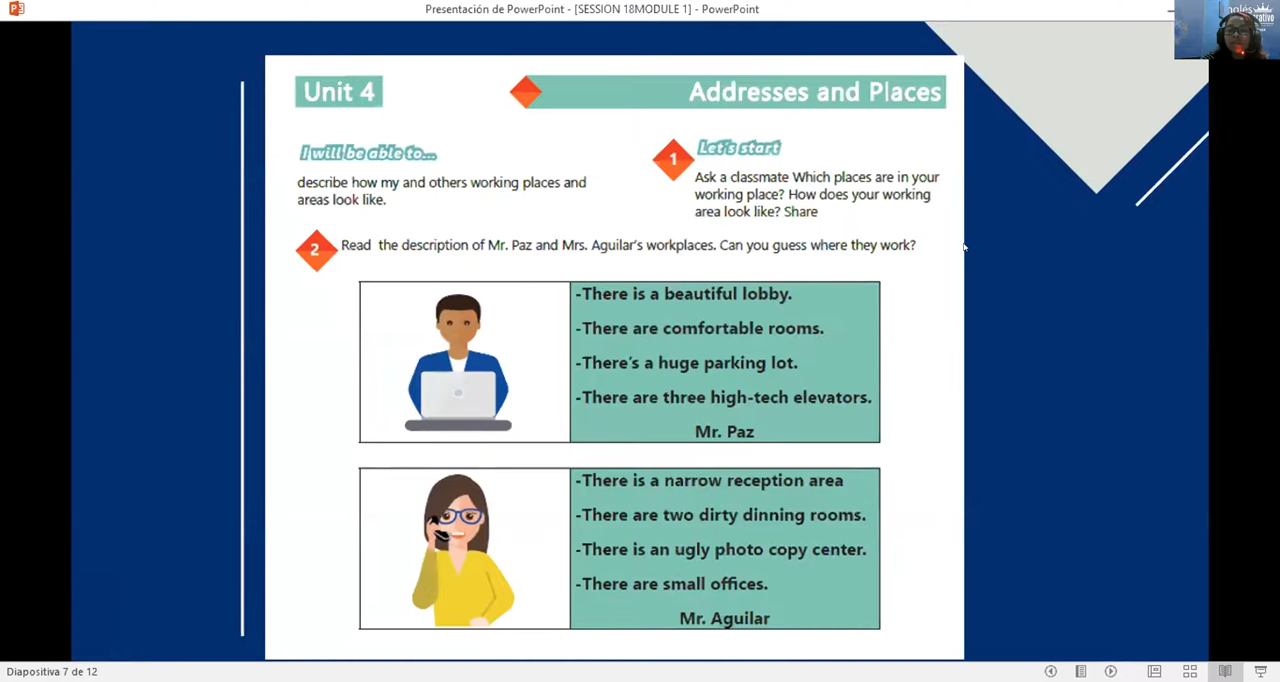 Presentación de PowerPoint - [SESSION 18MODULE 1] - PowerPoint
Inglés
Unit 4
Addresses and Places
I will be able to...
describe how my and others working places and
areas look like.
1
Let's start
Ask a classmate Which places are in your
working place? How does your working
area look like? Share
2
Read the description of Mr. Paz and Mrs. Aguilar's workplaces. Can you guess where they work?
-There is a beautiful lobby.
-There are comfortable rooms.
-There's a huge parking lot.
-There are three high-tech elevators.
Mr. Paz
-There is a narrow reception area
-There are two dirty dinning rooms.
-There is an ugly photo copy center.
-There are small offices.
Mr. Aguilar
Diapositiva 7 de 12